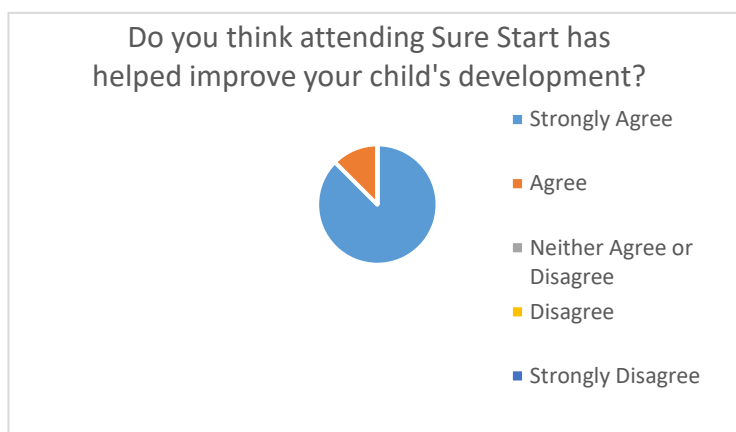 Do you think attending Sure Start has
helped improve your child's development?
Strongly Agree
Agree
Neither Agree or
Disagree
Disagree
Strongly Disagree